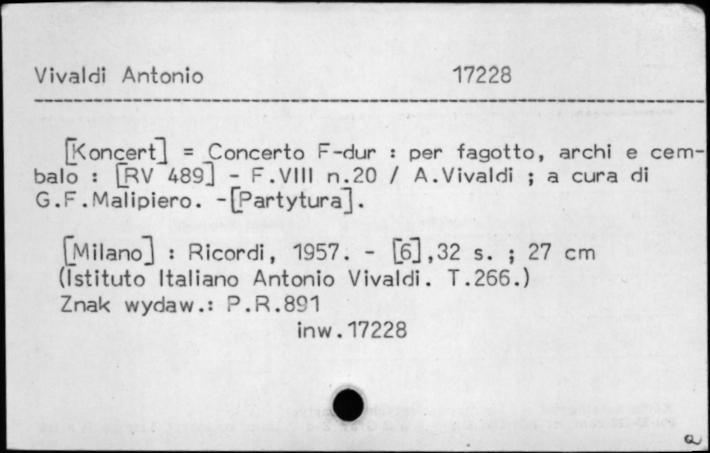 Vivaldi Antonio 17228
[Koncert] = Concerto F-dur : per fagotto, archi e cem-
balo : [RV 489] - F.VIII n.20 / A.Vivaldi ; a cura di
G.F.Malipiero. -[Partytura].
[Milano] : Ricordi, 1957. - [6],32 s. ; 27 cm
(Istituto Italiano Antonio Vivaldi. T.266.)
Znak wydaw.: P.R.891
inw.17228
a